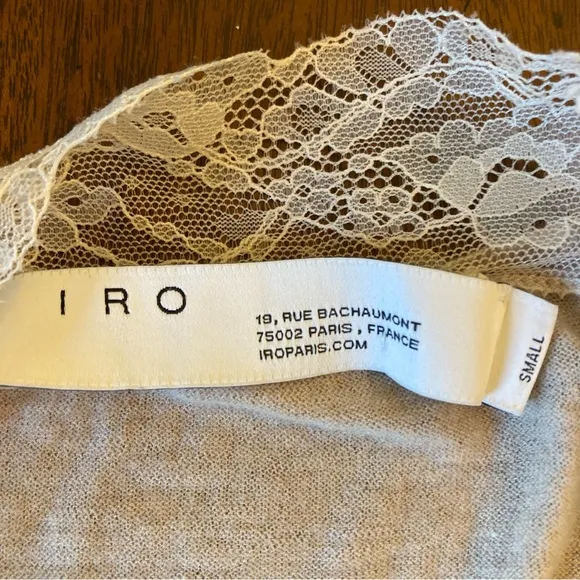 IRO
19, RUE BACHAUMONT
75002 PARIS, FRANCE
IROPARIS.COM
SMALL